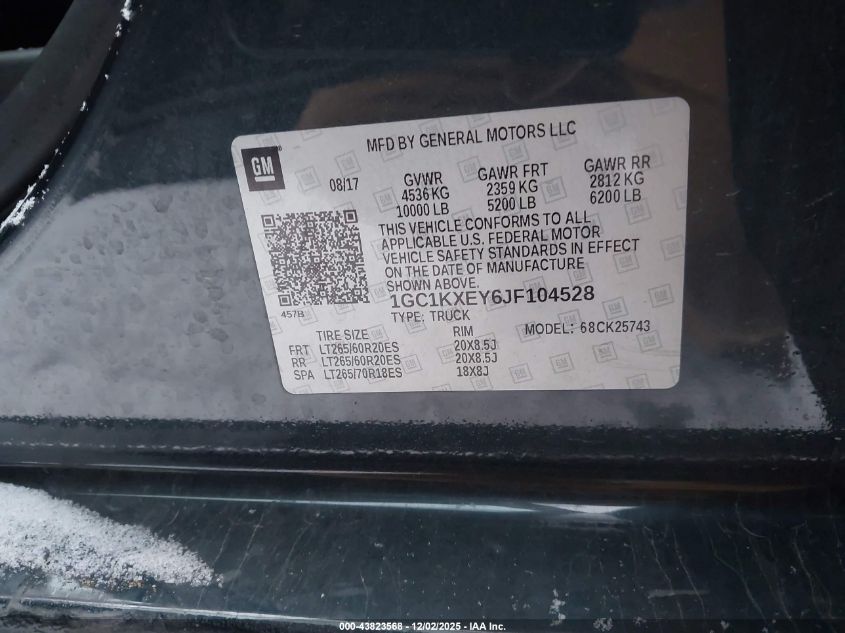 MFD BY GENERAL MOTORS LLC
GM
08/17
GVWR GAWR FRT GAWR RR
4536 KG 2359 KG 2812 KG
10000 LB 5200 LB 6200 LB
THIS VEHICLE CONFORMS TO ALL
APPLICABLE U.S. FEDERAL MOTOR
VEHICLE SAFETY STANDARDS IN EFFECT
ON THE DATE OF MANUFACTURE
SHOWN ABOVE.
1GC1KXEY6JF104528
457B
TYPE: TRUCK
MODEL: 68CK25743
TIRE SIZE RIM
FRT LT265/60R20ES 20X8.5J
RR LT265/60R20ES 20X8.5J
SPA LT265/70R18ES 18X8J
000-43823568 - 12/02/2025 - IAA Inc.